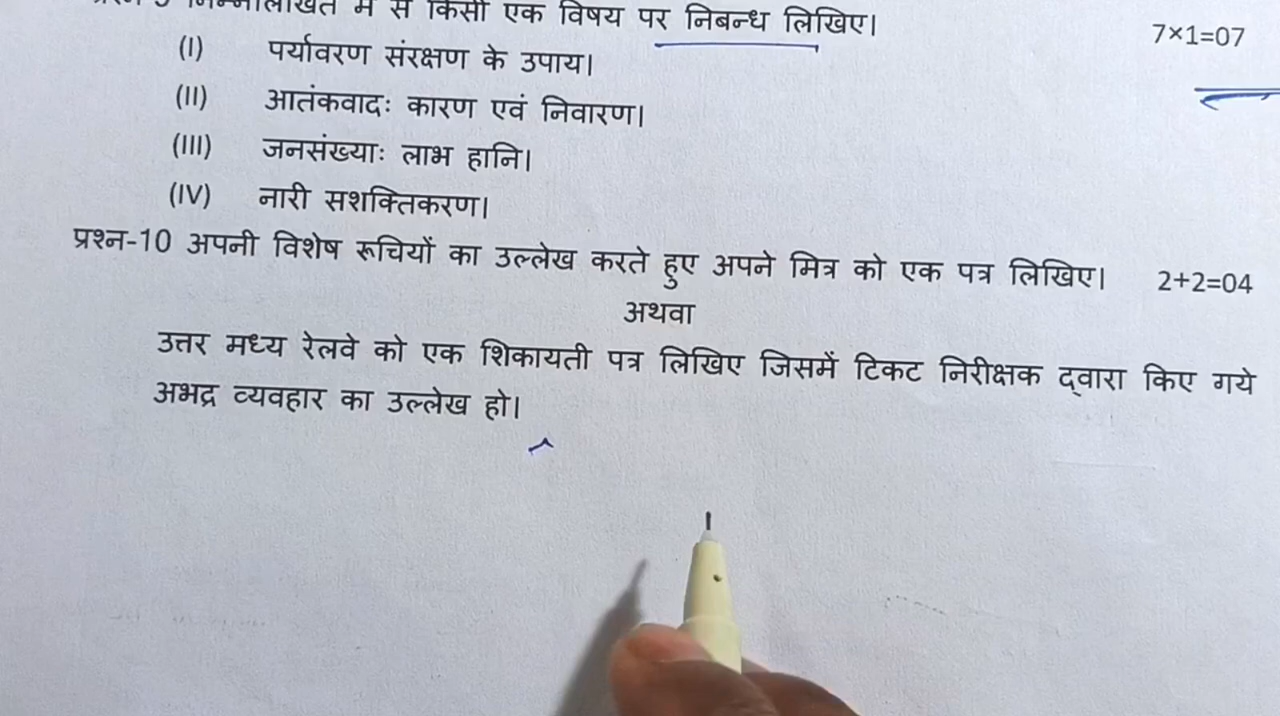 निम्नलिखित में से किसी एक विषय पर निबन्ध लिखिए। 7×1=07
(I) पर्यावरण संरक्षण के उपाय।
(II) आतंकवादः कारण एवं निवारण।
(III) जनसंख्याः लाभ हानि।
(IV) नारी सशक्तिकरण।
प्रश्न-10 अपनी विशेष रूचियों का उल्लेख करते हुए अपने मित्र को एक पत्र लिखिए। 2+2=04
अथवा
उत्तर मध्य रेलवे को एक शिकायती पत्र लिखिए जिसमें टिकट निरीक्षक द्वारा किए गये
अभद्र व्यवहार का उल्लेख हो।